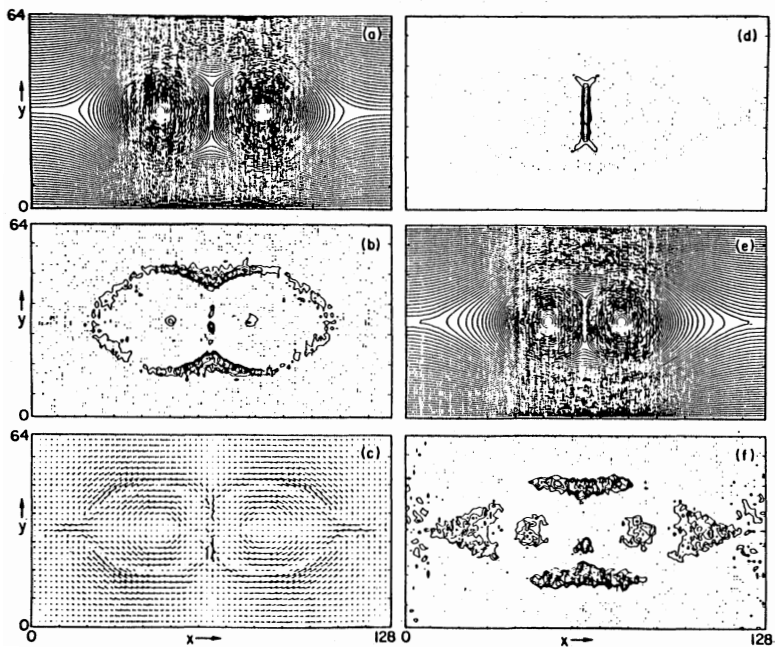 64
(a)
↑
y
0
(d)
64
(b)
↑
y
0
(e)
64
(c)
↑
y
0
0
x →
128
(f)
0
x →
128